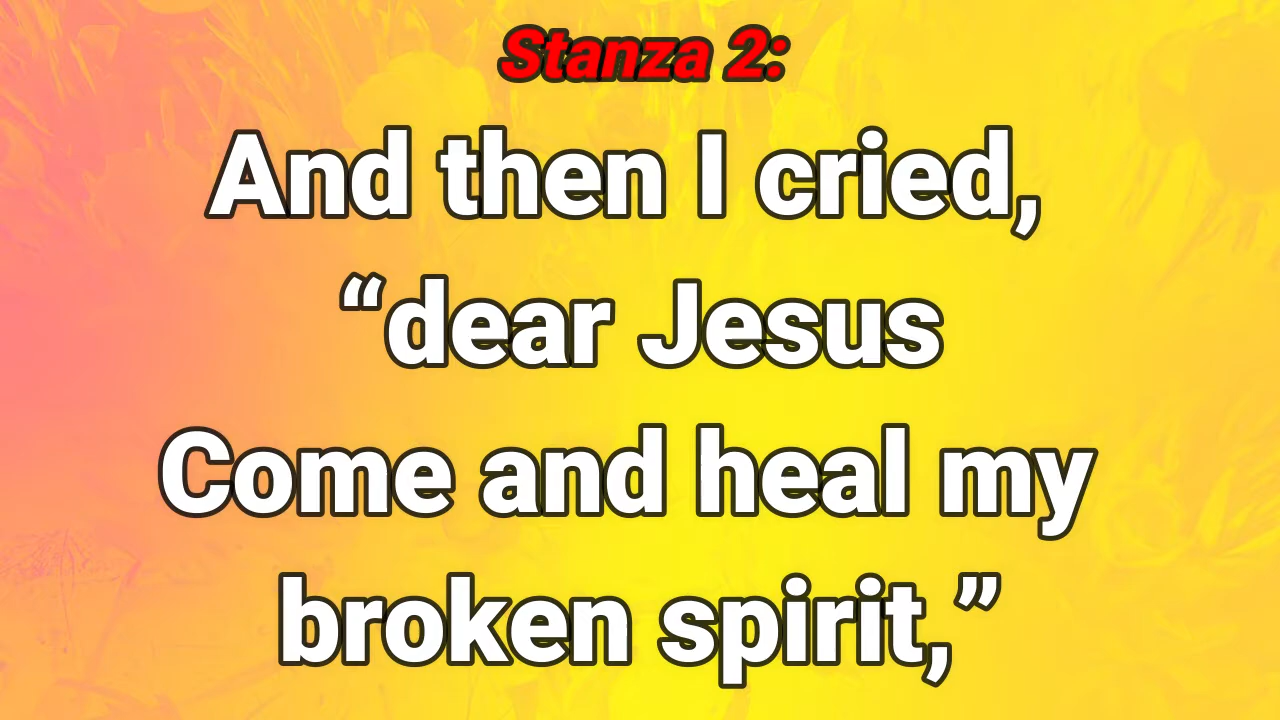 Stanza 2:
And then I cried,
“dear Jesus
Come and heal my
broken spirit,”